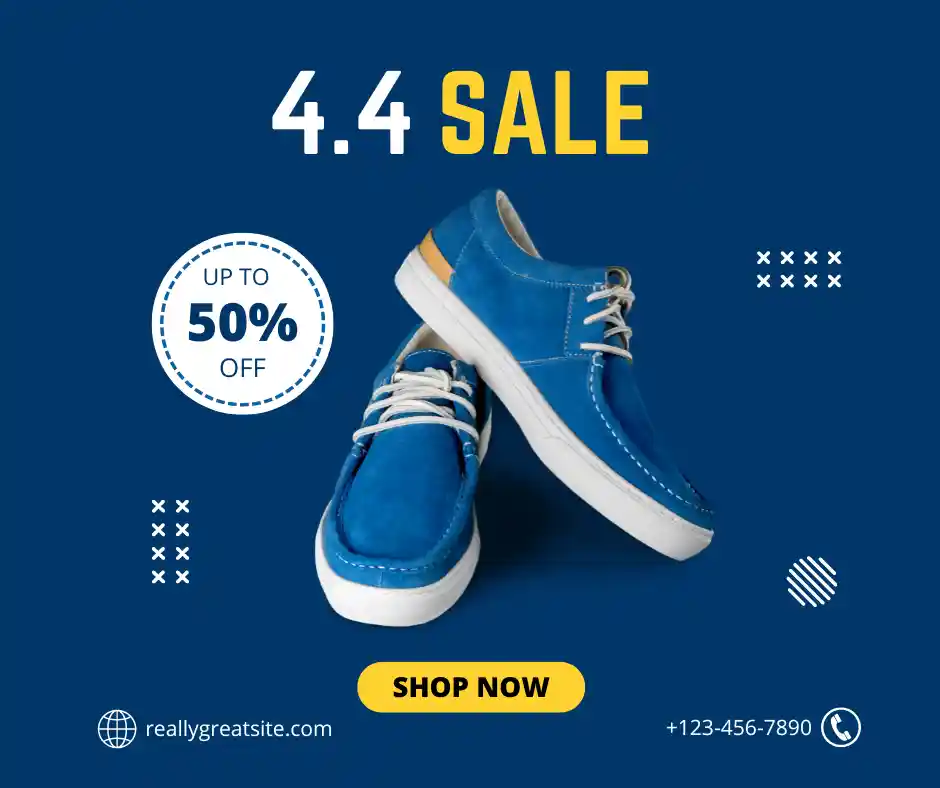 4.4 SALE
UP TO
50%
OFF
SHOP NOW
reallygreatsite.com
+123-456-7890